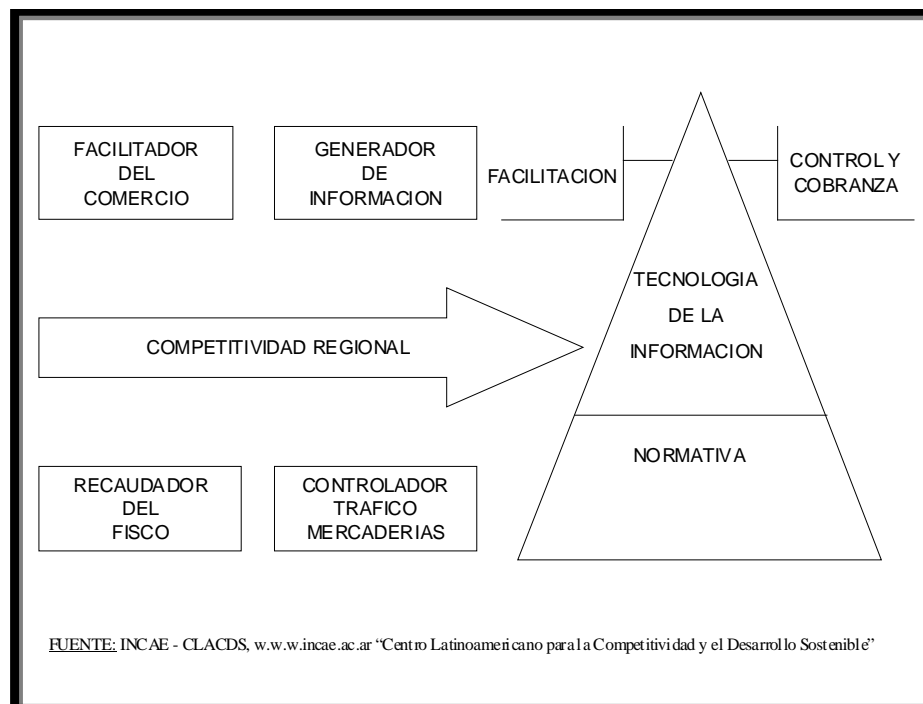 FACILITADOR
DEL
COMERCIO
GENERADOR
DE
INFORMACION
FACILITACION
CONTROL Y
COBRANZA
TECNOLOGIA
DE LA
INFORMACION
COMPETITIVIDAD REGIONAL
NORMATIVA
RECAUDADOR
DEL
FISCO
CONTROLADOR
TRAFICO
MERCADERIAS
FUENTE: INCAE - CLACDS, w.w.w.incae.ac.ar “Centro Latinoamericano para la Competitividad y el Desarrollo Sostenible”